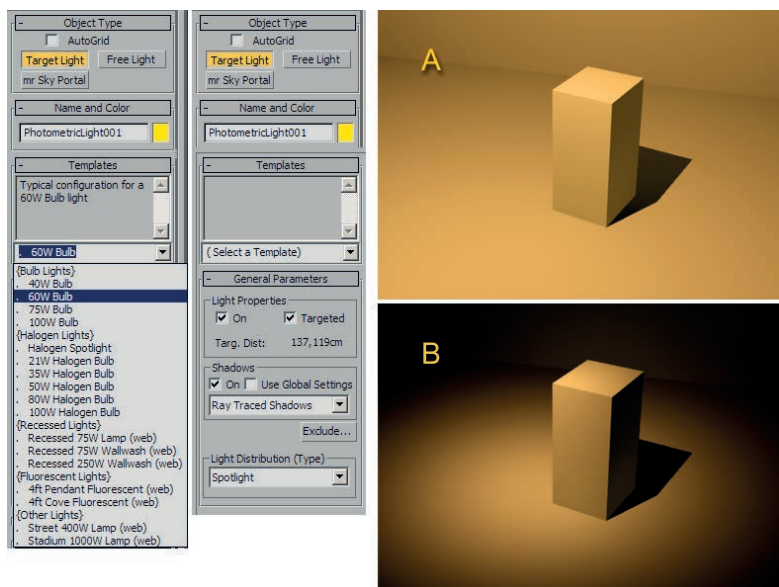 - Object Type
AutoGrid
Target Light Free Light
mr Sky Portal
- Name and Color
PhotometricLight001
- Templates
Typical configuration for a
60W Bulb light
. 60W Bulb
{Bulb Lights}
. 40W Bulb
. 60W Bulb
. 75W Bulb
. 100W Bulb
{Halogen Lights}
. Halogen Spotlight
. 21W Halogen Bulb
. 35W Halogen Bulb
. 50W Halogen Bulb
. 80W Halogen Bulb
. 100W Halogen Bulb
{Recessed Lights}
. Recessed 75W Lamp (web)
. Recessed 75W Wallwash (web)
. Recessed 250W Wallwash (web)
{Fluorescent Lights}
. 4ft Pendant Fluorescent (web)
. 4ft Cove Fluorescent (web)
{Other Lights}
. Street 400W Lamp (web)
. Stadium 1000W Lamp (web)
- Object Type
AutoGrid
Target Light Free Light
mr Sky Portal
- Name and Color
PhotometricLight001
- Templates
(Select a Template)
- General Parameters
Light Properties
On Targeted
Targ. Dist: 137,119cm
Shadows
On Use Global Settings
Ray Traced Shadows
Exclude...
Light Distribution (Type)
Spotlight
A
B